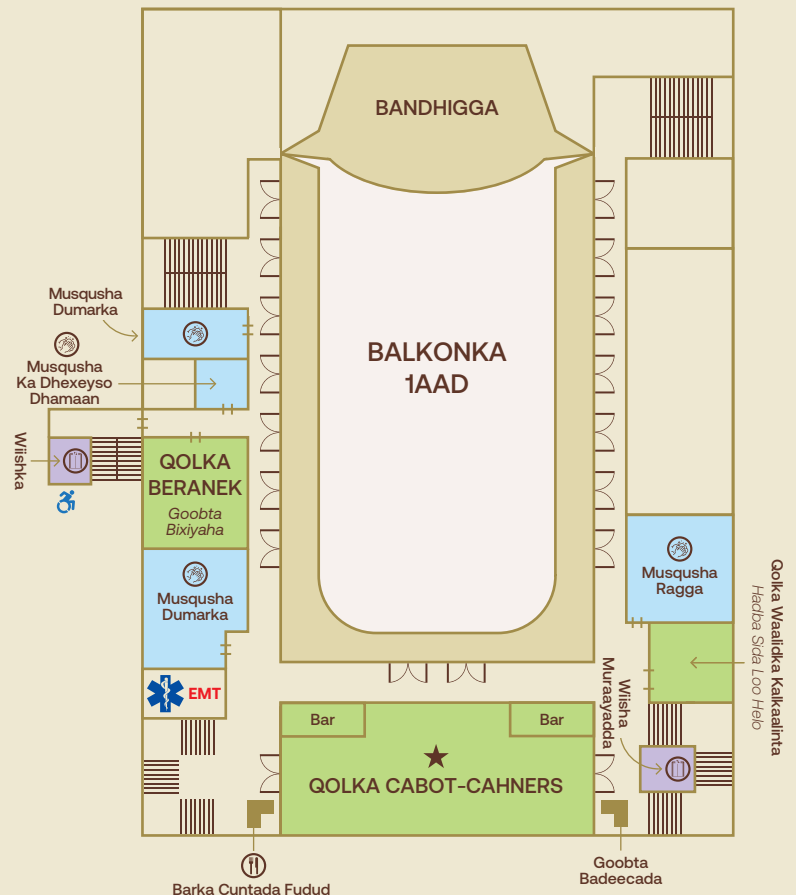 BANDHIGGA
BALKONKA
1AAD
Musqusha
Dumarka
Musqusha
Ka Dhexeyso
Dhamaan
Wiishka
QOLKA
BERANEK
Goobta
Bixiyaha
Musqusha
Dumarka
EMT
Musqusha
Ragga
Qolka Waalidka Kalkaalinta
Hadba Sida Loo Helo
Wiisha
Muraayadda
Bar
Bar
QOLKA CABOT-CAHNERS
Barka Cuntada Fudud
Goobta
Badeecada